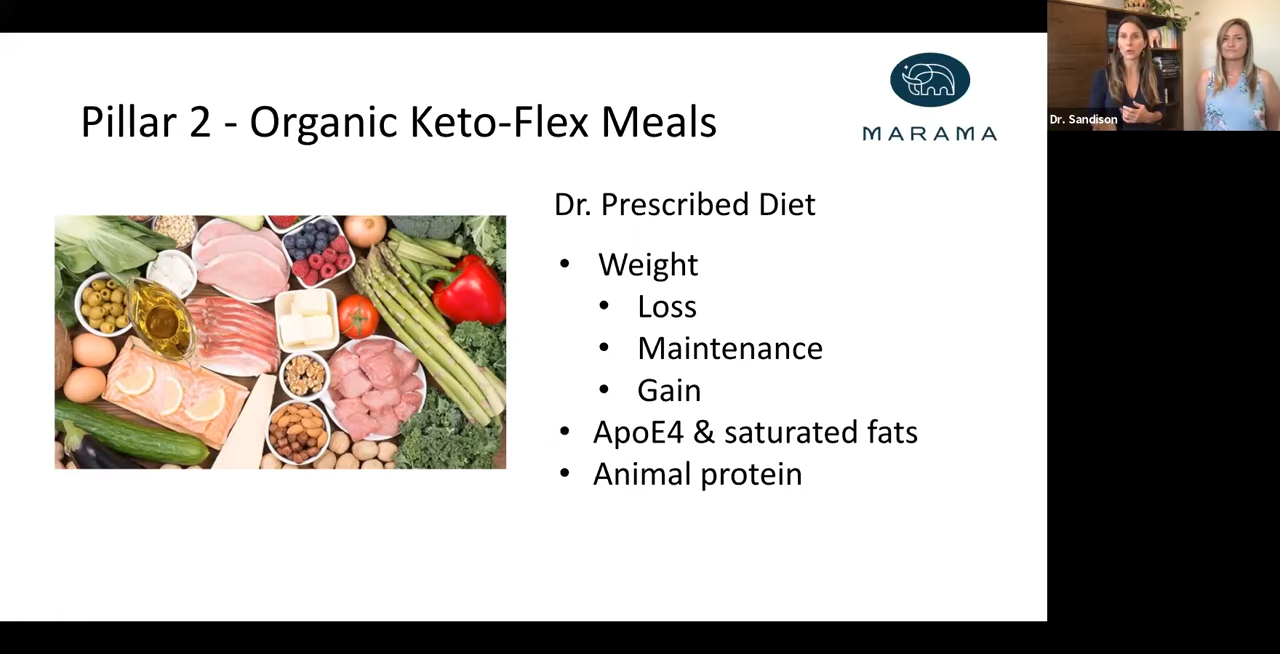 Pillar 2 - Organic Keto-Flex Meals
MARAMA
Dr. Sandison
Dr. Prescribed Diet
• Weight
• Loss
• Maintenance
• Gain
• ApoE4 & saturated fats
• Animal protein